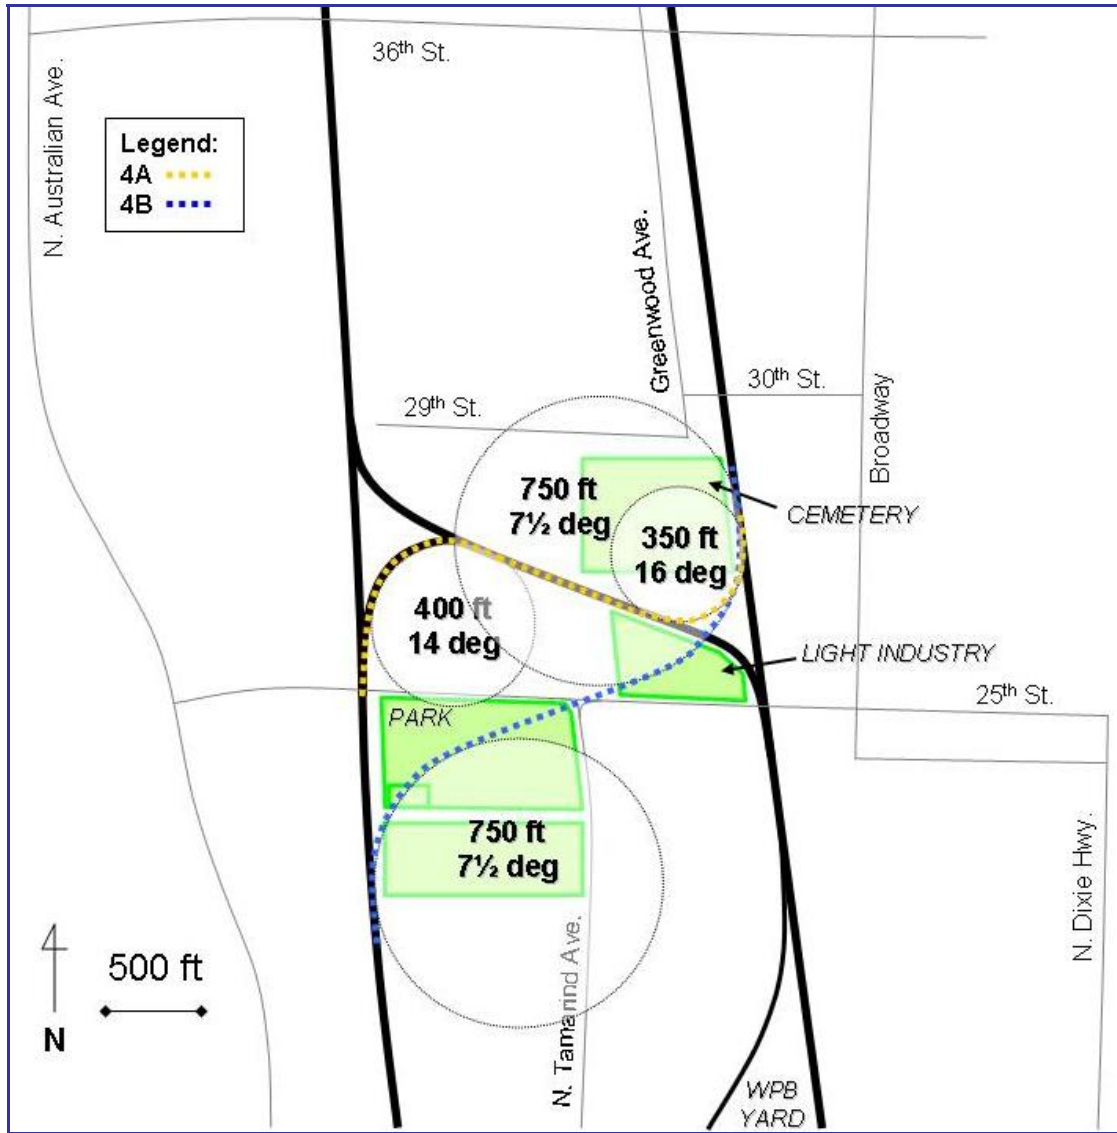 36th St.
N. Australian Ave.
Legend:
4A
4B
Greenwood Ave.
30th St.
29th St.
Broadway
750 ft
7½ deg
CEMETERY
350 ft
16 deg
400 ft
14 deg
LIGHT INDUSTRY
25th St.
PARK
750 ft
7½ deg
N. Dixie Hwy.
N. Tamarind Ave.
500 ft
N
WPB
YARD